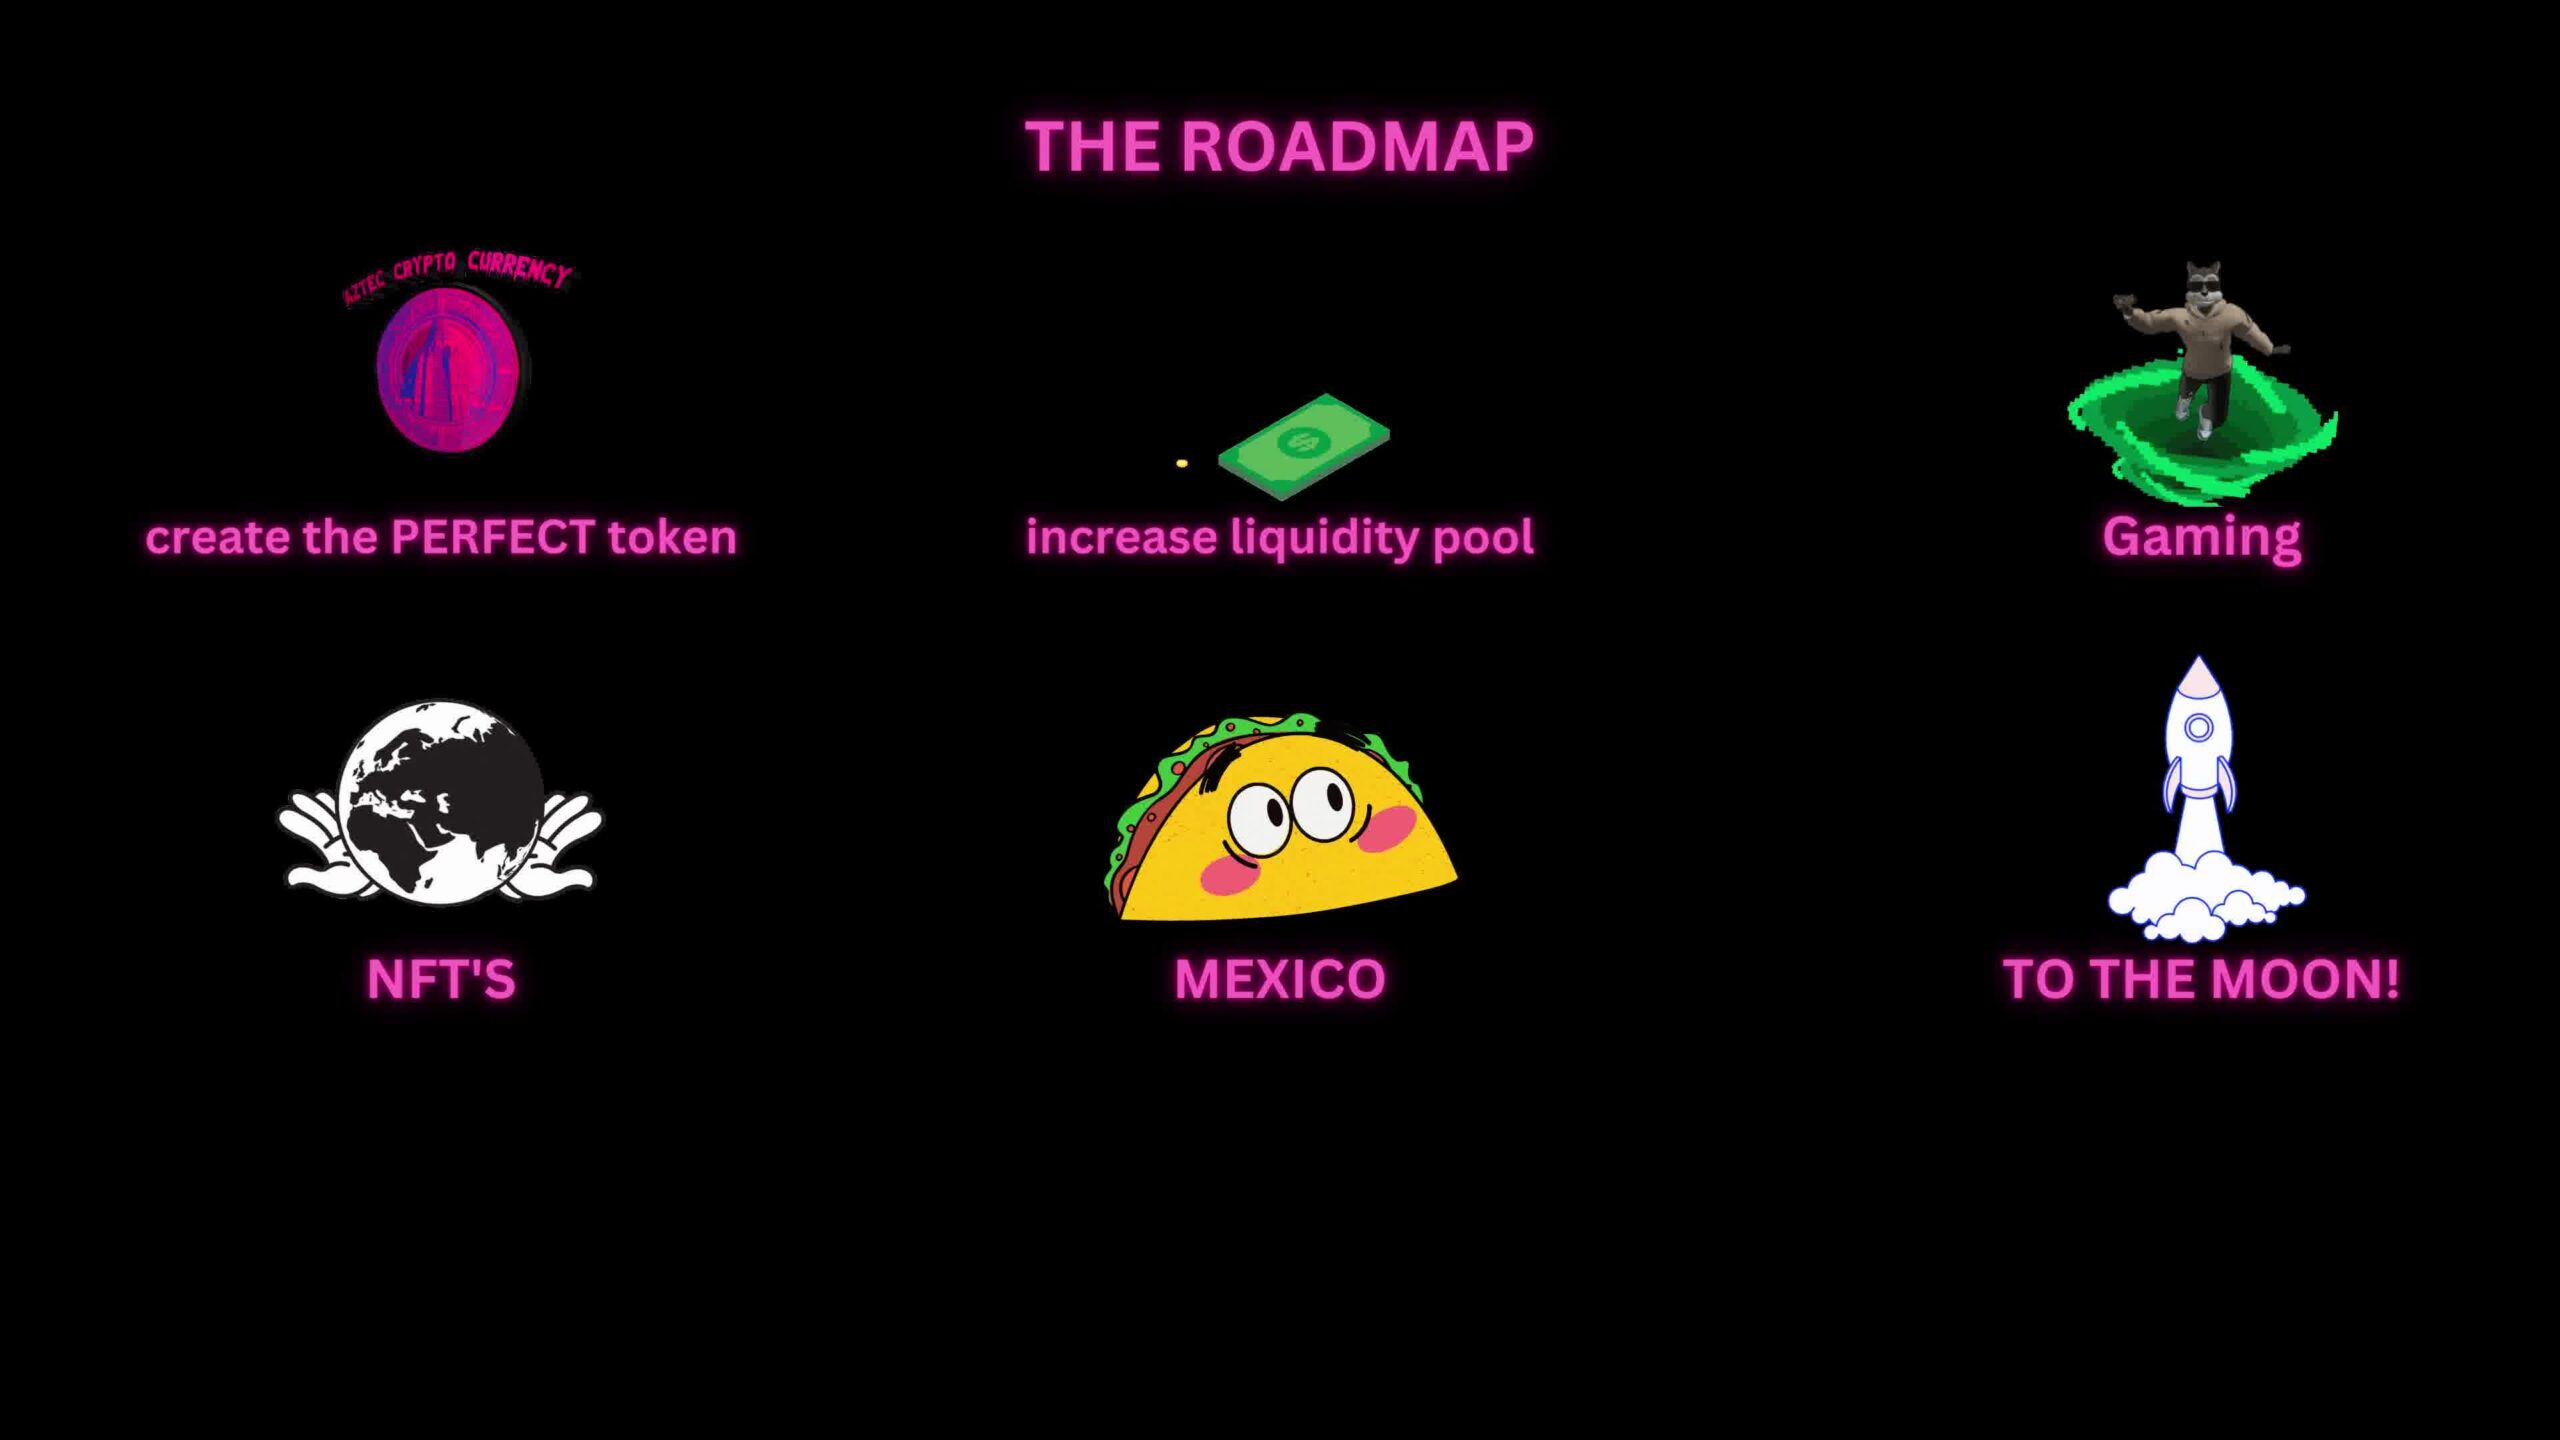 THE ROADMAP
AZTEC CRYPTO CURRENCY
create the PERFECT token
$
increase liquidity pool
Gaming
NFT'S
MEXICO
TO THE MOON!